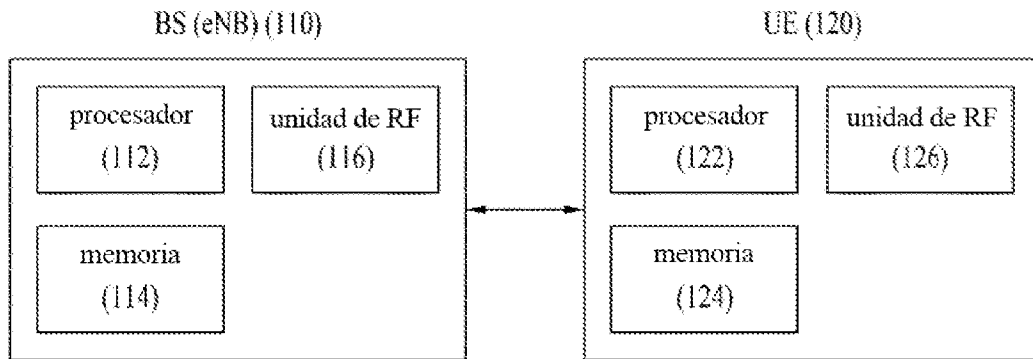 BS (eNB) (110)
procesador
(112)
unidad de RF
(116)
memoria
(114)
UE (120)
procesador
(122)
unidad de RF
(126)
memoria
(124)